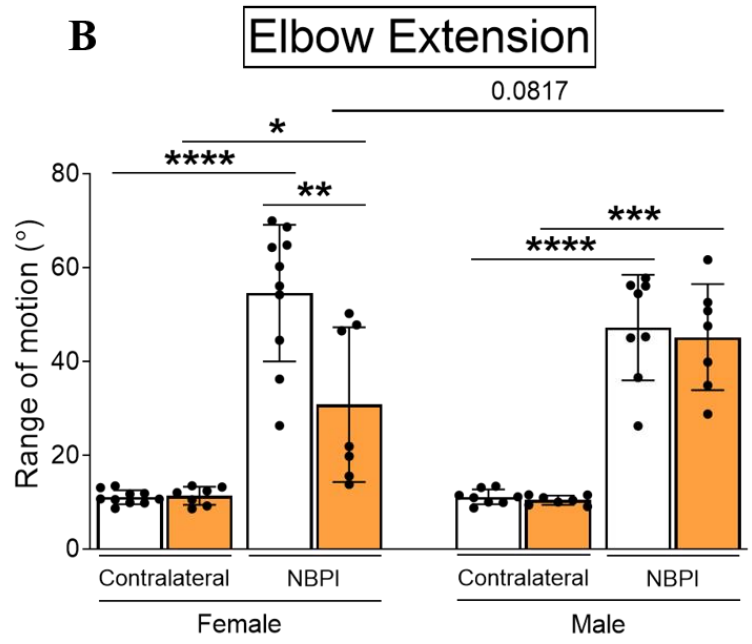 B
Elbow Extension
0.0817
*
****
**
***
****
Range of motion (°)
80
60
40
20
0
Contralateral NBPI Contralateral NBPI
Female Male